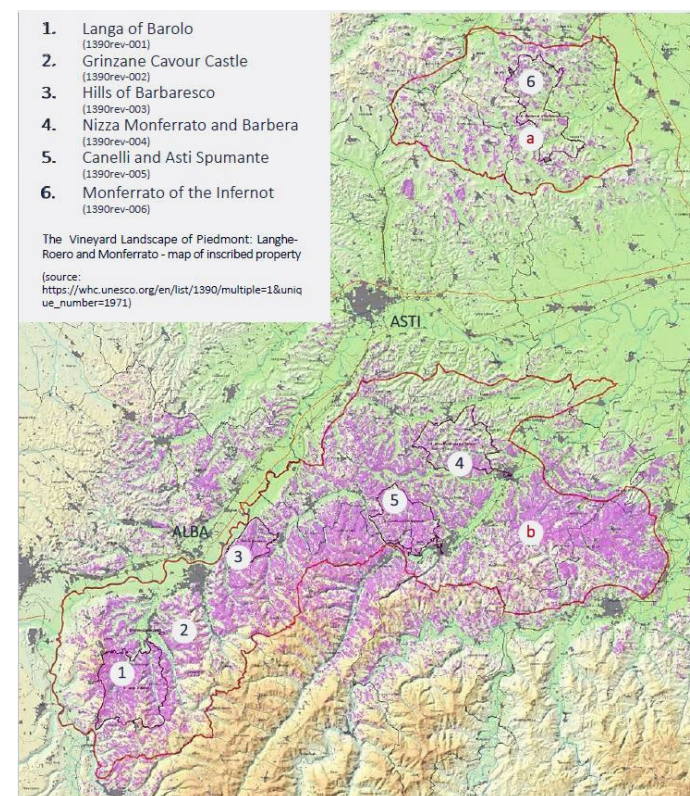 1. Langa of Barolo
(1390rev-001)
2. Grinzane Cavour Castle
(1390rev-002)
3. Hills of Barbaresco
(1390rev-003)
4. Nizza Monferrato and Barbera
(1390rev-004)
5. Canelli and Asti Spumante
(1390rev-005)
6. Monferrato of the Infernot
(1390rev-006)
The Vineyard Landscape of Piedmont: Langhe-
Roero and Monferrato - map of inscribed property
(source:
https://whc.unesco.org/en/list/1390/multiple=1&uniq
ue_number=1971)
6
a
ASTI
4
5
b
ALBA
3
2
1